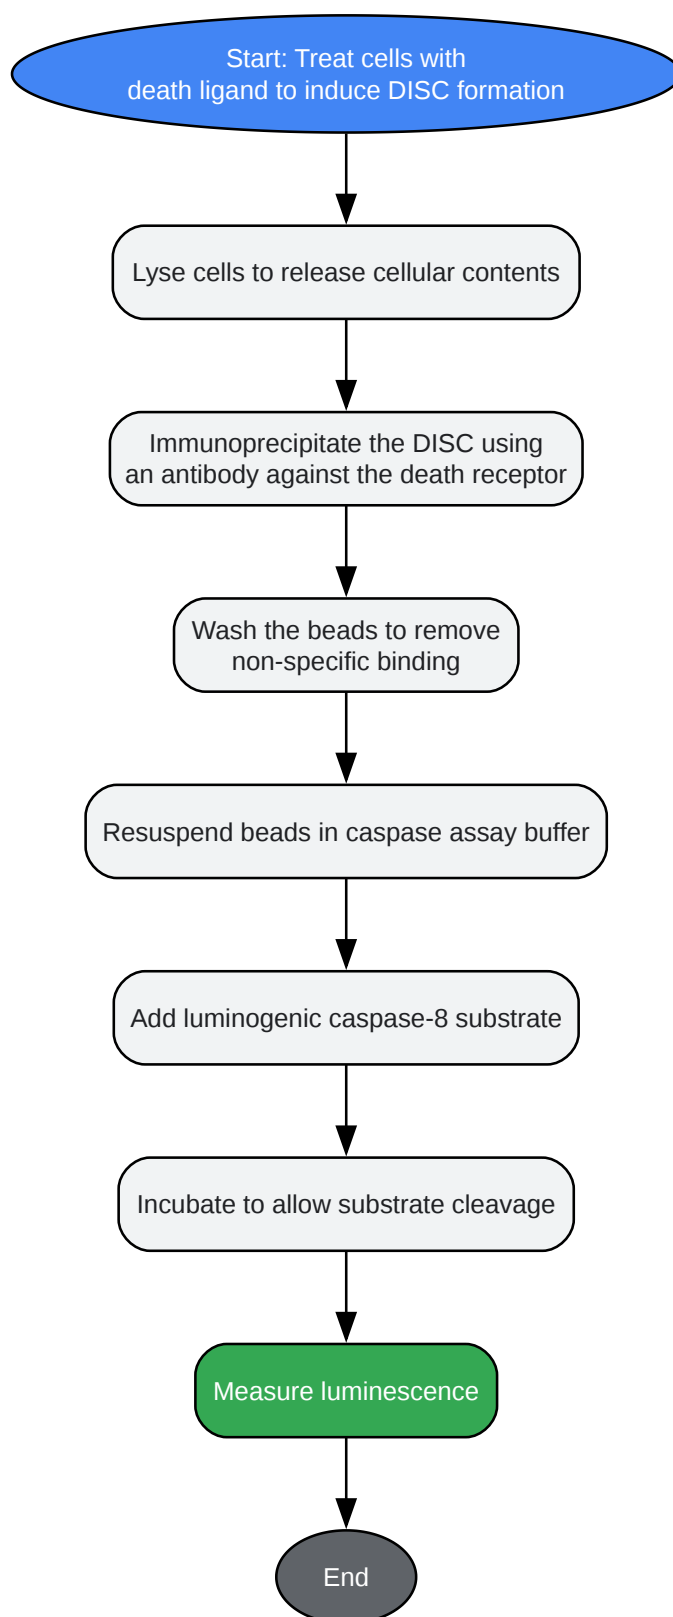 Start: Treat cells with
death ligand to induce DISC formation
Lyse cells to release cellular contents
Immunoprecipitate the DISC using
an antibody against the death receptor
Wash the beads to remove
non-specific binding
Resuspend beads in caspase assay buffer
Add luminogenic caspase-8 substrate
Incubate to allow substrate cleavage
Measure luminescence
End